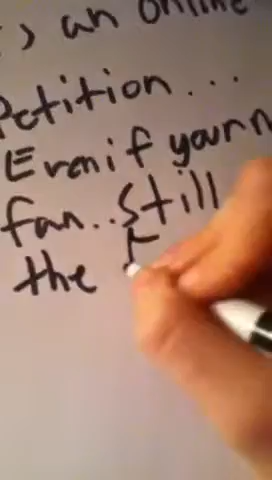 , an online
Petition...
Even if your n
fan.. Still
the